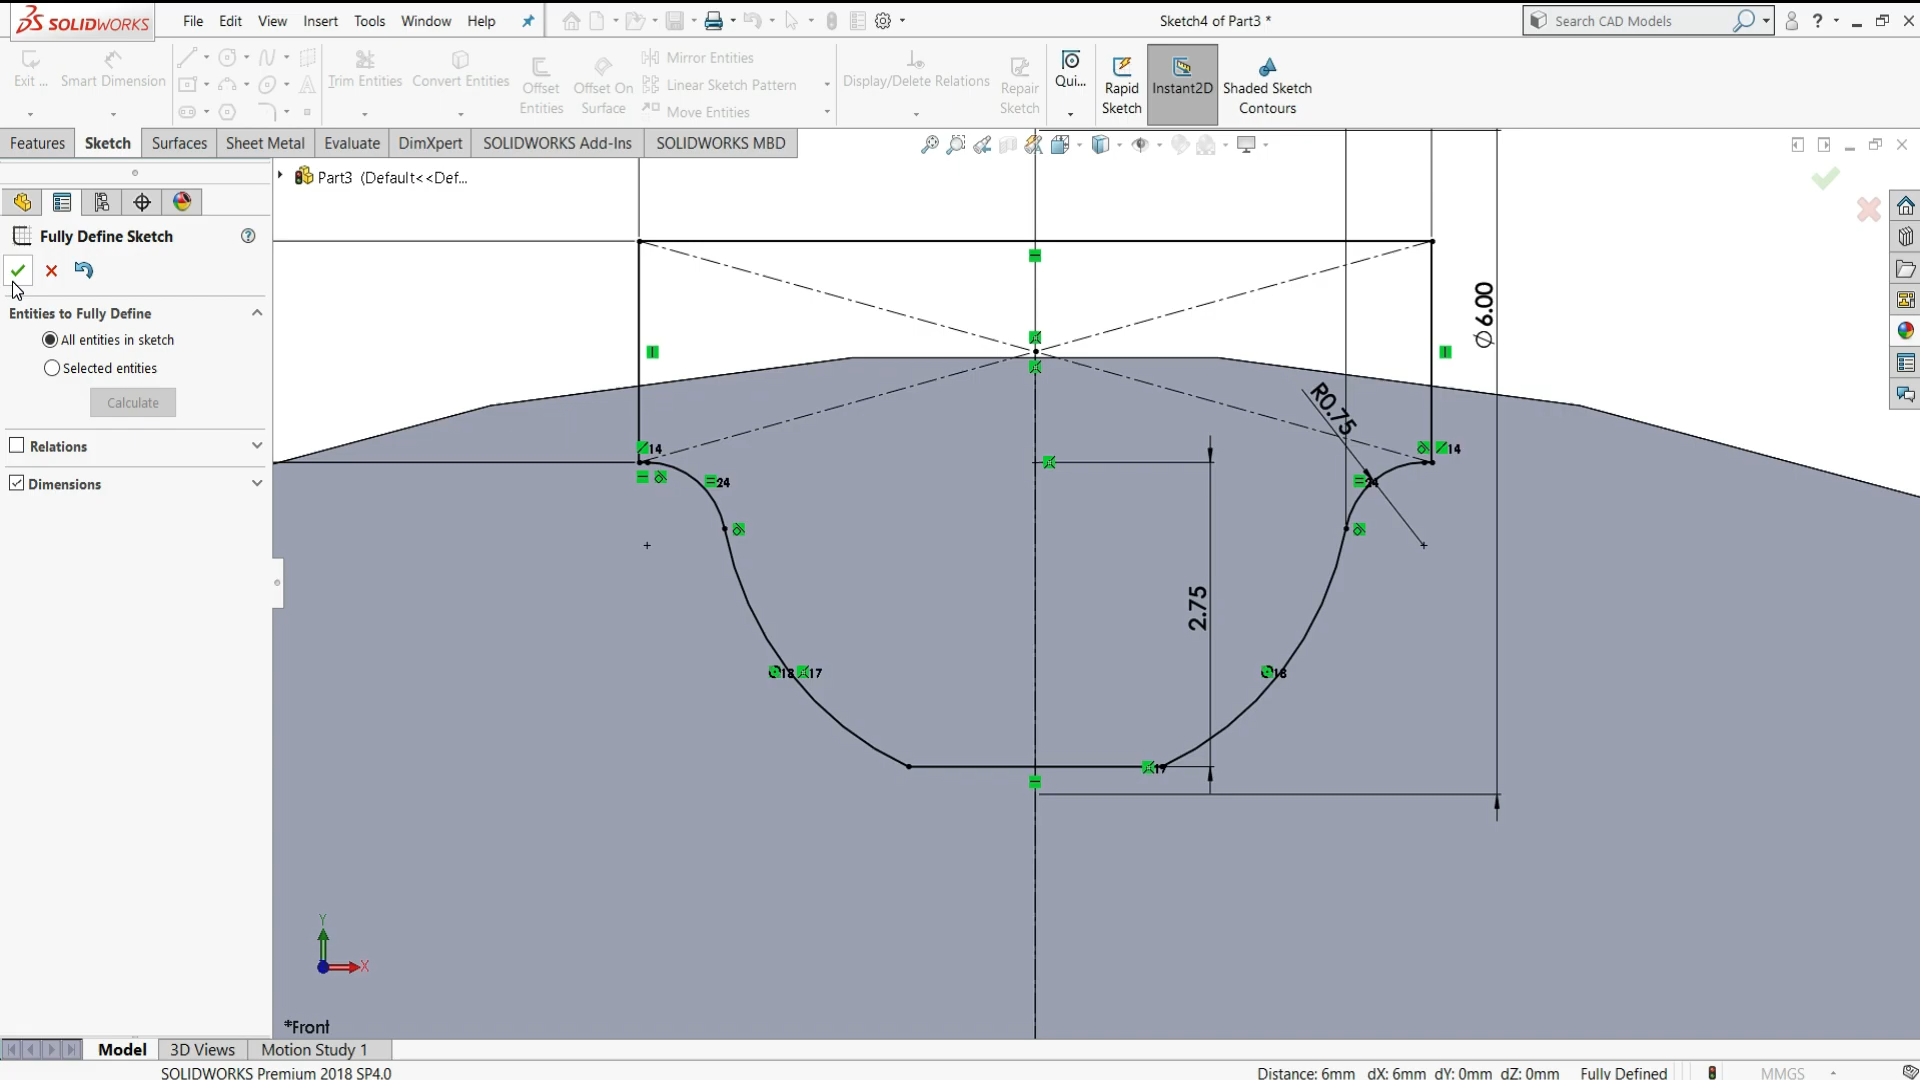 SOLIDWORKS File Edit View Insert Tools Window Help Sketch4 of Part3 * Search CAD Models ?
Exit ... Smart Dimension Trim Entities Convert Entities Offset Entities Offset On Surface Mirror Entities Linear Sketch Pattern Move Entities Display/Delete Relations Repair Sketch Qui... Rapid Sketch Instant2D Shaded Sketch Contours
Features Sketch Surfaces Sheet Metal Evaluate DimXpert SOLIDWORKS Add-Ins SOLIDWORKS MBD
Part3 (Default<<Def...
Fully Define Sketch ?
Entities to Fully Define
All entities in sketch
Selected entities
Calculate
Relations
Dimensions
∅ 6.00
R0.75
14
14
24
24
2.75
18 17
18
19
Y
X
*Front
Model 3D Views Motion Study 1
SOLIDWORKS Premium 2018 SP4.0 Distance: 6mm dX: 6mm dY: 0mm dZ: 0mm Fully Defined MMGS